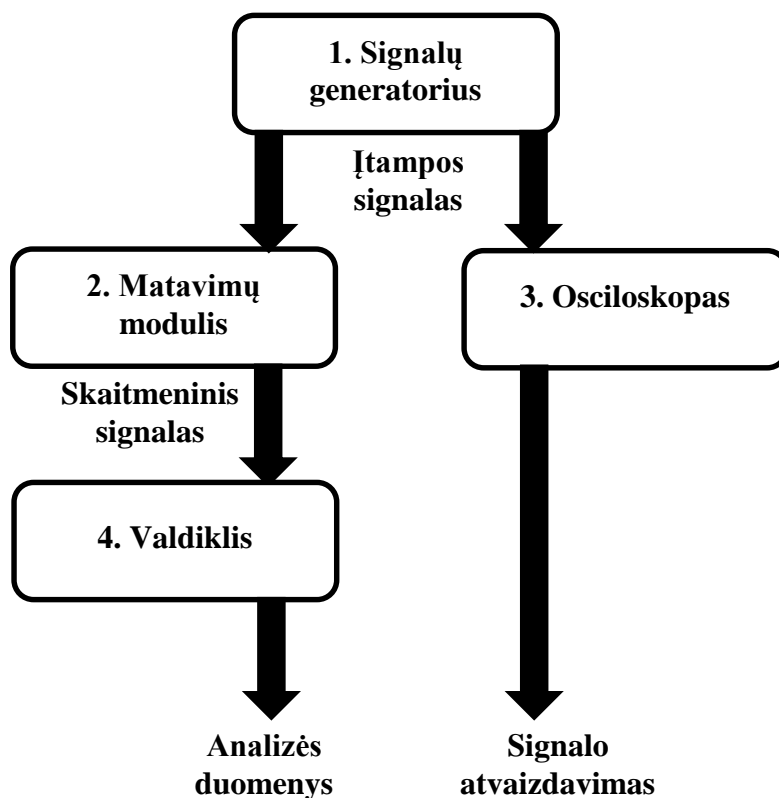 1. Signalų
generatorius
Įtampos
signalas
2. Matavimų
modulis
3. Osciloskopas
Skaitmeninis
signalas
4. Valdiklis
Analizės
duomenys
Signalo
atvaizdavimas